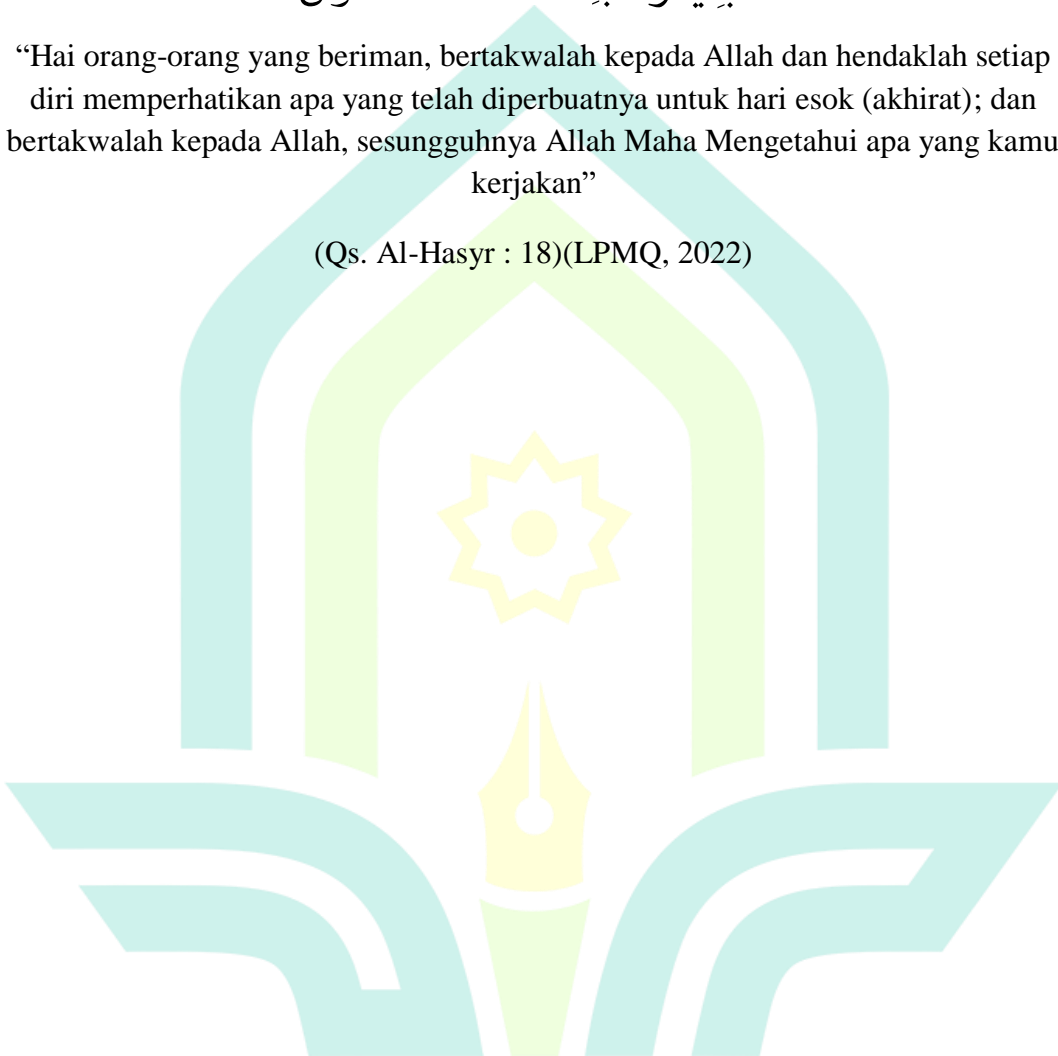 “Hai orang-orang yang beriman, bertakwalah kepada Allah dan hendaklah setiap
diri memperhatikan apa yang telah diperbuatnya untuk hari esok (akhirat); dan
bertakwalah kepada Allah, sesungguhnya Allah Maha Mengetahui apa yang kamu
kerjakan”
(Qs. Al-Hasyr : 18)(LPMQ, 2022)